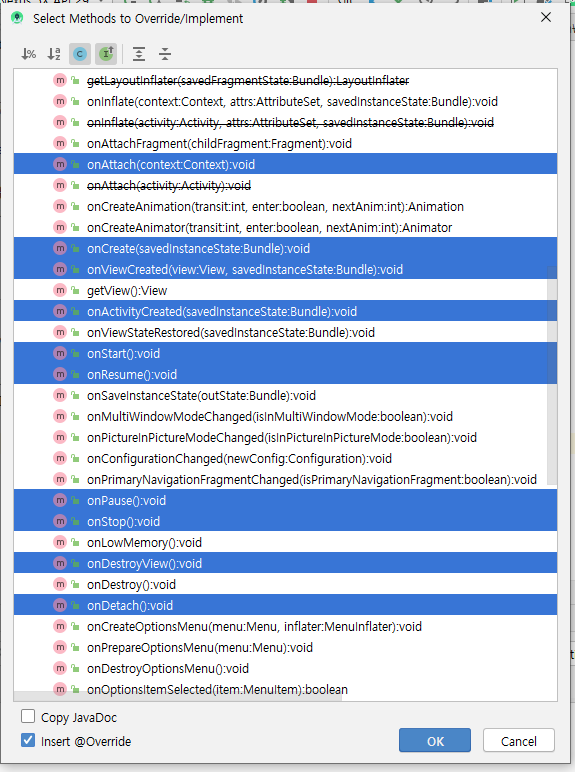 Select Methods to Override/Implement
getLayoutInflater(savedFragmentState:Bundle):LayoutInflater
onInflate(context:Context, attrs:AttributeSet, savedInstanceState:Bundle):void
onInflate(activity:Activity, attrs:AttributeSet, savedInstanceState:Bundle):void
onAttachFragment(childFragment:Fragment):void
onAttach(context:Context):void
onAttach(activity:Activity):void
onCreateAnimation(transit:int, enter:boolean, nextAnim:int):Animation
onCreateAnimator(transit:int, enter:boolean, nextAnim:int):Animator
onCreate(savedInstanceState:Bundle):void
onViewCreated(view:View, savedInstanceState:Bundle):void
getView():View
onActivityCreated(savedInstanceState:Bundle):void
onViewStateRestored(savedInstanceState:Bundle):void
onStart():void
onResume():void
onSaveInstanceState(outState:Bundle):void
onMultiWindowModeChanged(isInMultiWindowMode:boolean):void
onPictureInPictureModeChanged(isInPictureInPictureMode:boolean):void
onConfigurationChanged(newConfig:Configuration):void
onPrimaryNavigationFragmentChanged(isPrimaryNavigationFragment:boolean):void
onPause():void
onStop():void
onLowMemory():void
onDestroyView():void
onDestroy():void
onDetach():void
onCreateOptionsMenu(menu:Menu, inflater:MenuInflater):void
onPrepareOptionsMenu(menu:Menu):void
onDestroyOptionsMenu():void
onOptionsItemSelected(item:MenuItem):boolean
Copy JavaDoc
Insert @Override
OK
Cancel